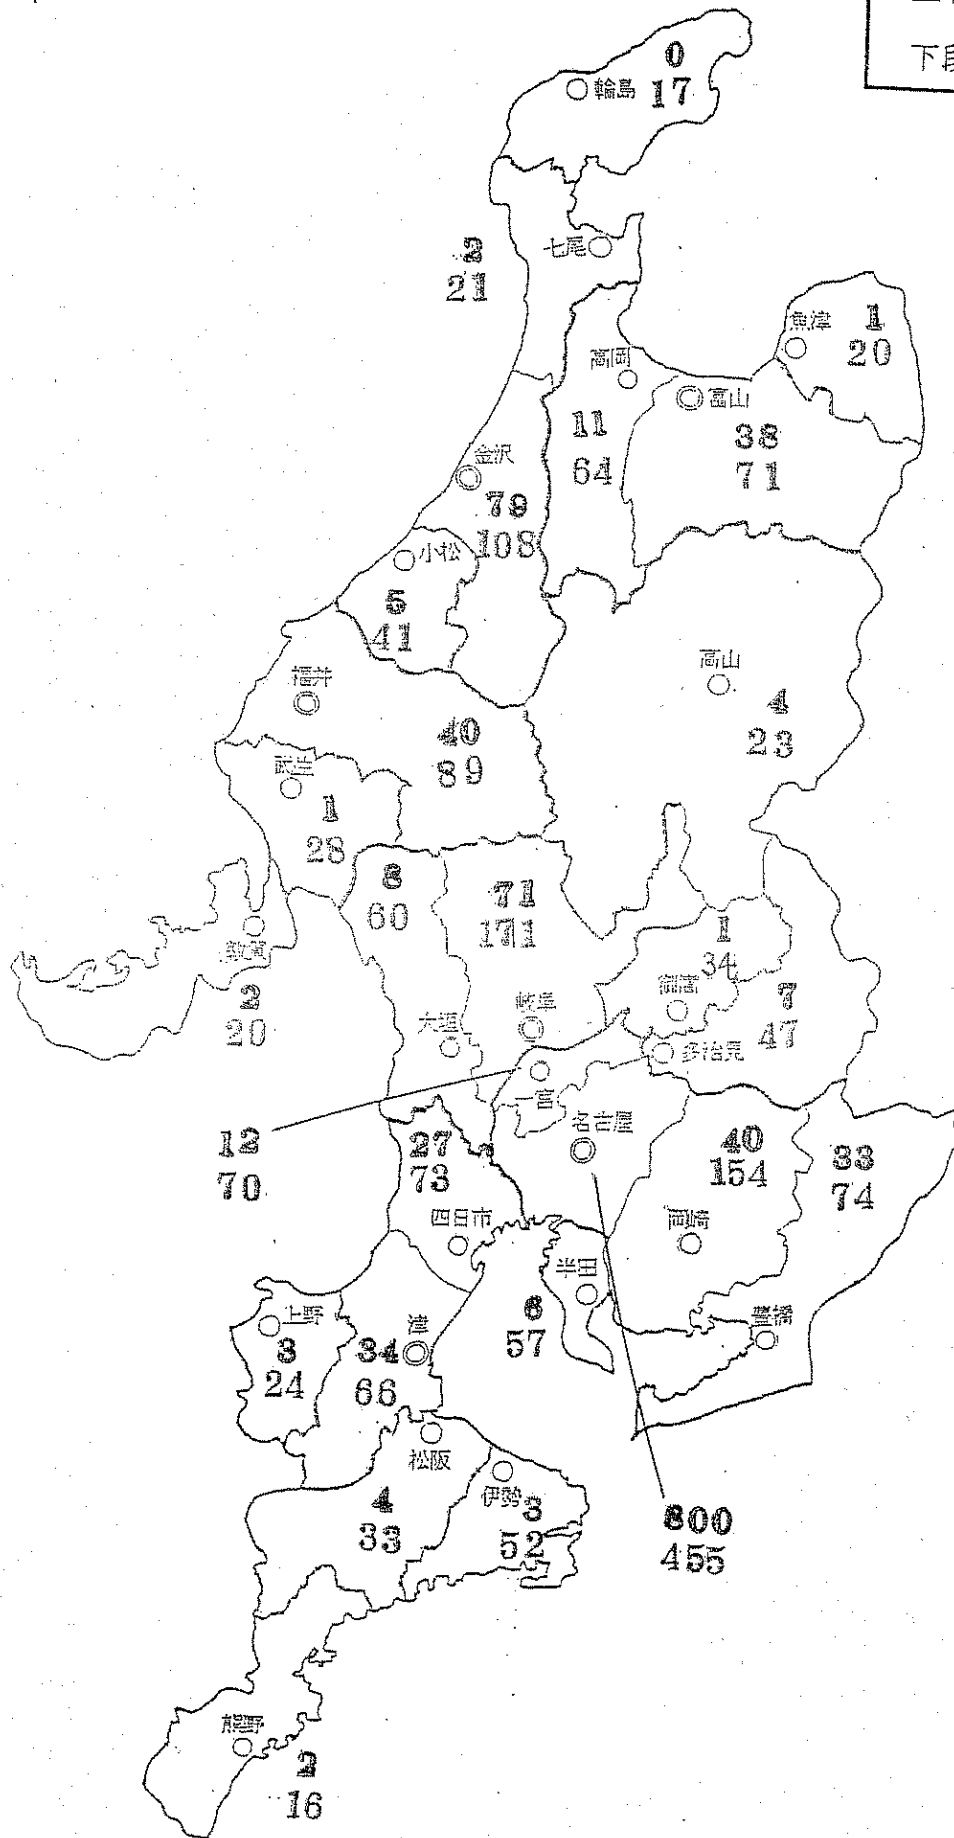 下段
0
輪島 17
七尾
2
21
魚津 1
20
高岡
富山
11
64
38
71
金沢
79
108
小松
5
41
高山
4
23
福井
40
89
武生
1
28
8
60
71
171
1
34
敦賀
2
20
大垣
岐阜
御嵩
7
47
多治見
一宮
12
70
名古屋
27
73
40
154
33
74
四日市
岡崎
半田
6
57
豊橋
上野
3
24
津
34
66
松阪
4
33
伊勢 3
52
800
455
熊野
2
16